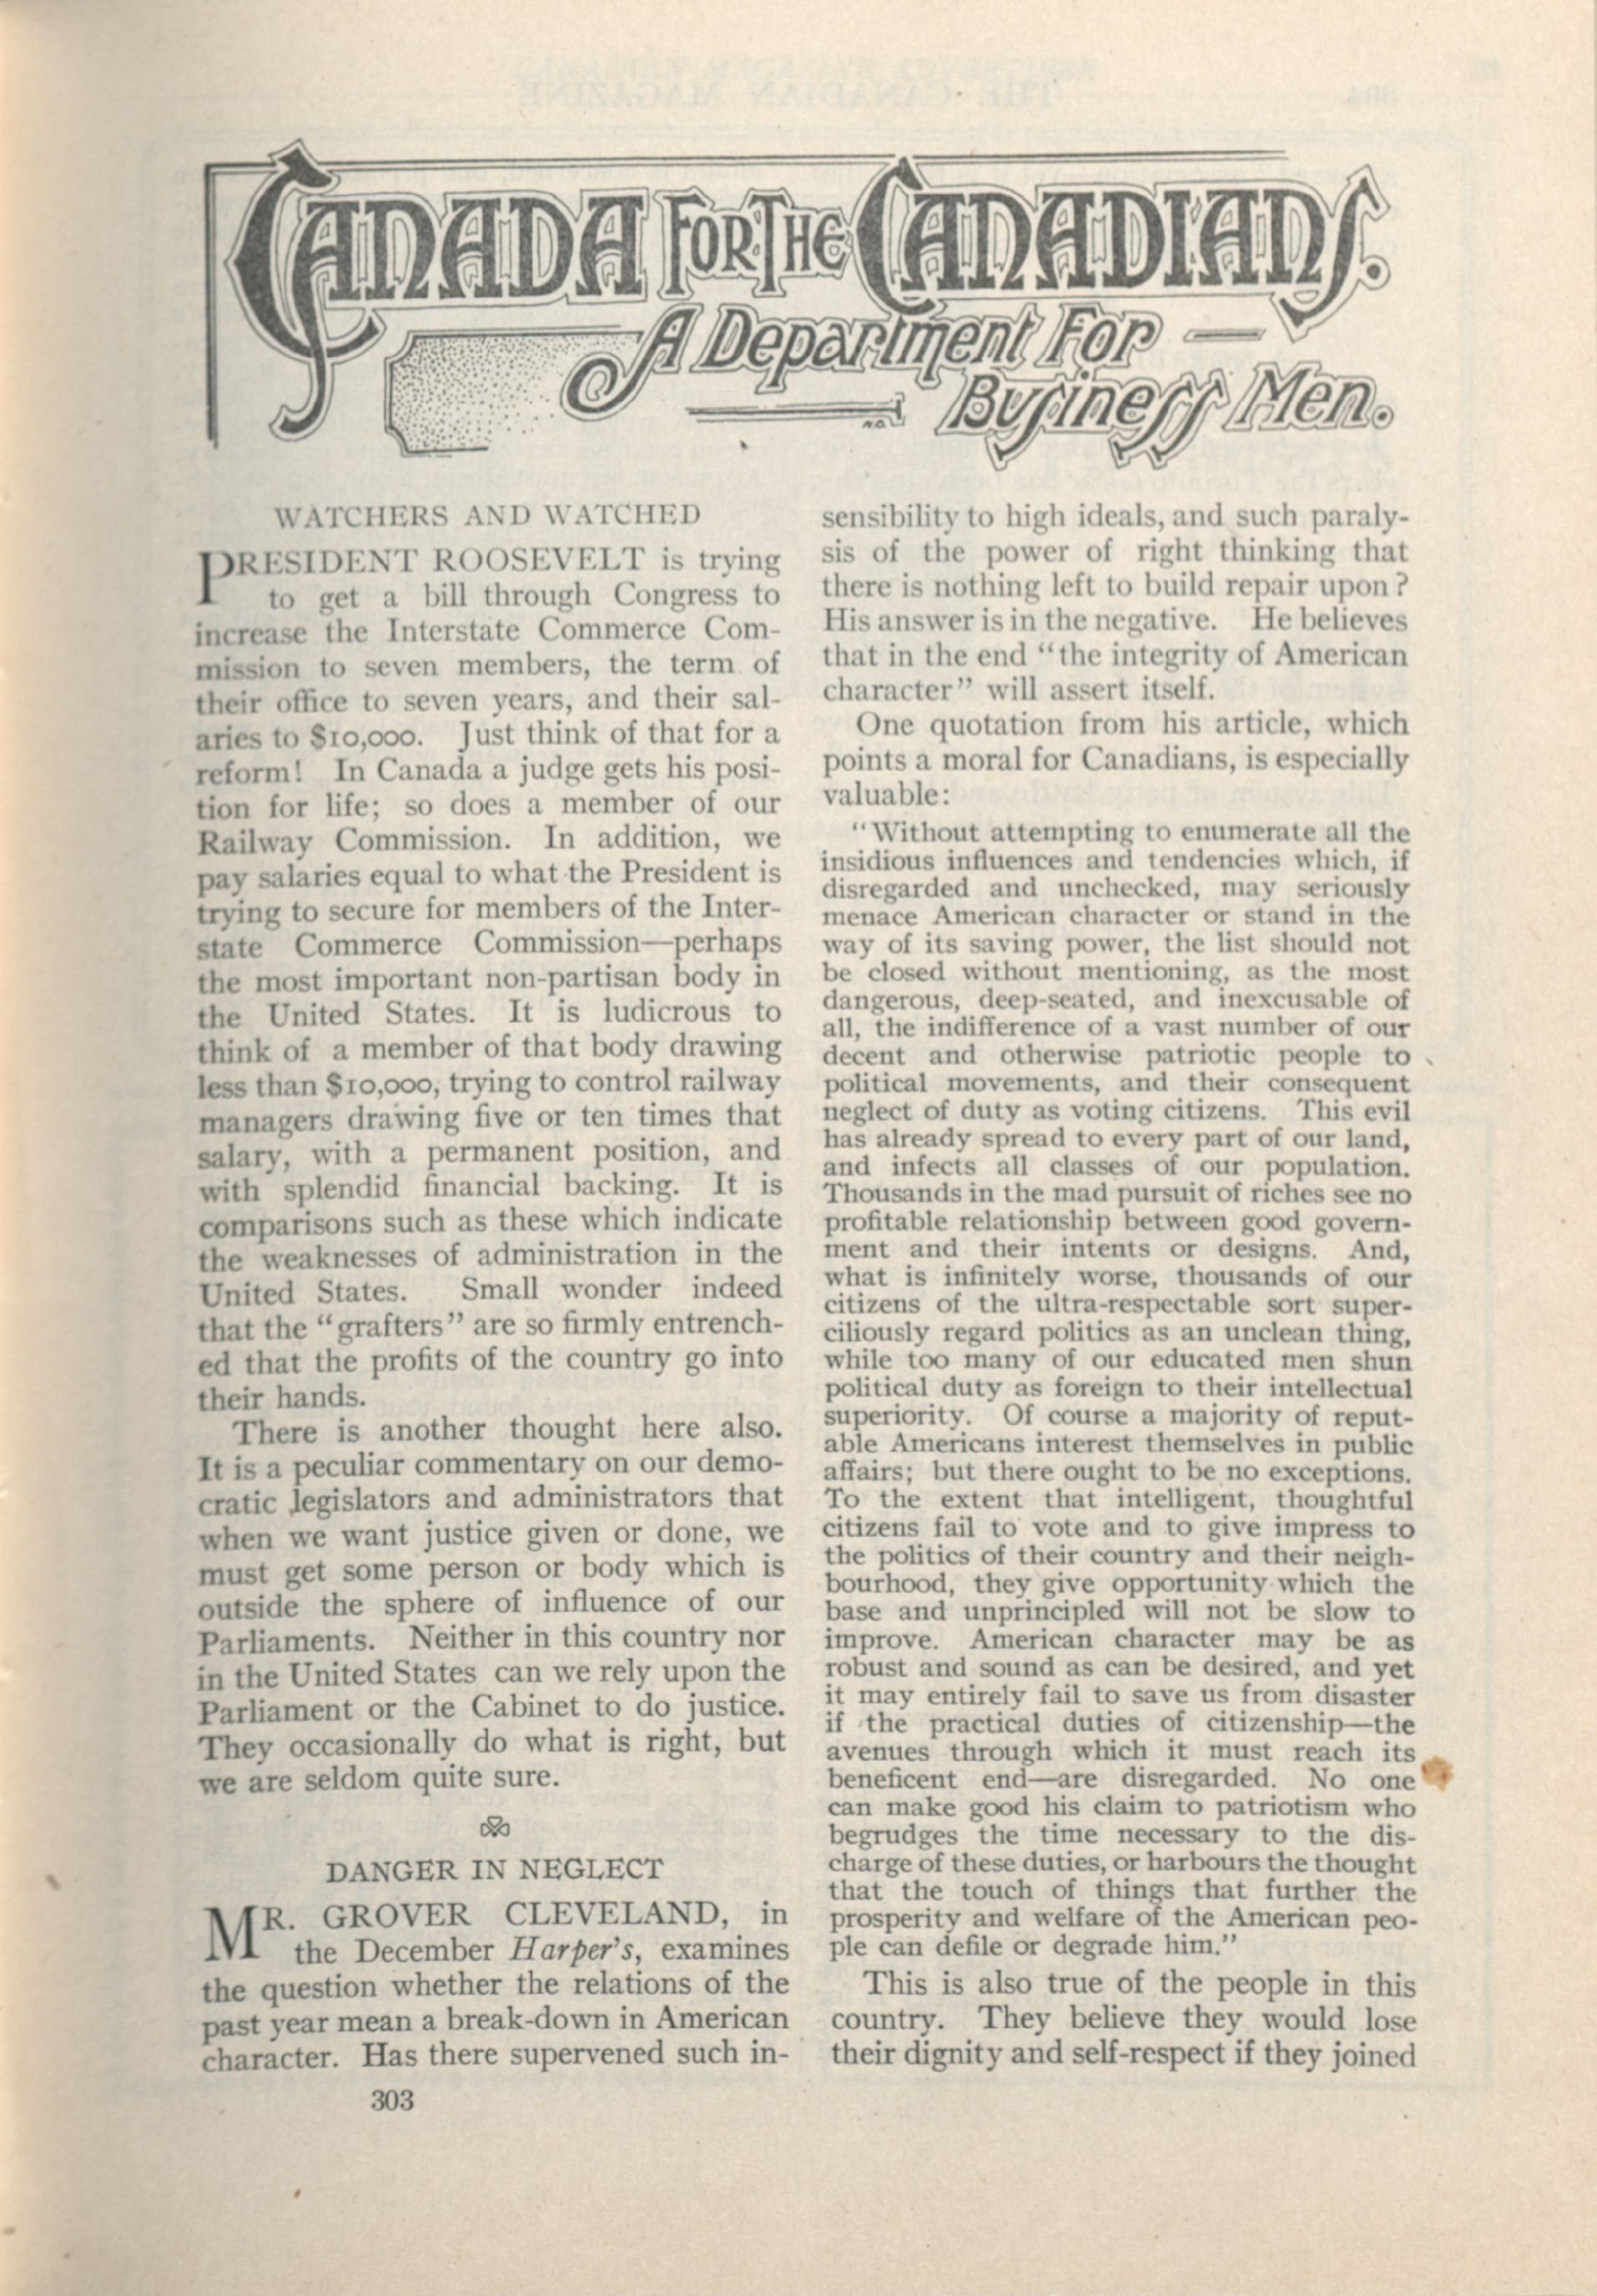 CANADA FOR THE CANADIANS.
A Department For
Business Men.
WATCHERS AND WATCHED
PRESIDENT ROOSEVELT is trying
to get a bill through Congress to
increase the Interstate Commerce Com-
mission to seven members, the term of
their office to seven years, and their sal-
aries to $10,000. Just think of that for a
reform! In Canada a judge gets his posi-
tion for life; so does a member of our
Railway Commission. In addition, we
pay salaries equal to what the President is
trying to secure for members of the Inter-
state Commerce Commission—perhaps
the most important non-partisan body in
the United States. It is ludicrous to
think of a member of that body drawing
less than $10,000, trying to control railway
managers drawing five or ten times that
salary, with a permanent position, and
with splendid financial backing. It is
comparisons such as these which indicate
the weaknesses of administration in the
United States. Small wonder indeed
that the "grafters" are so firmly entrench-
ed that the profits of the country go into
their hands.
There is another thought here also.
It is a peculiar commentary on our demo-
cratic legislators and administrators that
when we want justice given or done, we
must get some person or body which is
outside the sphere of influence of our
Parliaments. Neither in this country nor
in the United States can we rely upon the
Parliament or the Cabinet to do justice.
They occasionally do what is right, but
we are seldom quite sure.
DANGER IN NEGLECT
MR. GROVER CLEVELAND, in
the December Harper's, examines
the question whether the relations of the
past year mean a break-down in American
character. Has there supervened such in-
303
sensibility to high ideals, and such paraly-
sis of the power of right thinking that
there is nothing left to build repair upon?
His answer is in the negative. He believes
that in the end "the integrity of American
character" will assert itself.
One quotation from his article, which
points a moral for Canadians, is especially
valuable:
"Without attempting to enumerate all the
insidious influences and tendencies which, if
disregarded and unchecked, may seriously
menace American character or stand in the
way of its saving power, the list should not
be closed without mentioning, as the most
dangerous, deep-seated, and inexcusable of
all, the indifference of a vast number of our
decent and otherwise patriotic people to
political movements, and their consequent
neglect of duty as voting citizens. This evil
has already spread to every part of our land,
and infects all classes of our population.
Thousands in the mad pursuit of riches see no
profitable relationship between good govern-
ment and their intents or designs. And,
what is infinitely worse, thousands of our
citizens of the ultra-respectable sort super-
ciliously regard politics as an unclean thing,
while too many of our educated men shun
political duty as foreign to their intellectual
superiority. Of course a majority of reput-
able Americans interest themselves in public
affairs; but there ought to be no exceptions.
To the extent that intelligent, thoughtful
citizens fail to vote and to give impress to
the politics of their country and their neigh-
bourhood, they give opportunity which the
base and unprincipled will not be slow to
improve. American character may be as
robust and sound as can be desired, and yet
it may entirely fail to save us from disaster
if the practical duties of citizenship—the
avenues through which it must reach its
beneficent end—are disregarded. No one
can make good his claim to patriotism who
begrudges the time necessary to the dis-
charge of these duties, or harbours the thought
that the touch of things that further the
prosperity and welfare of the American peo-
ple can defile or degrade him."
This is also true of the people in this
country. They believe they would lose
their dignity and self-respect if they joined